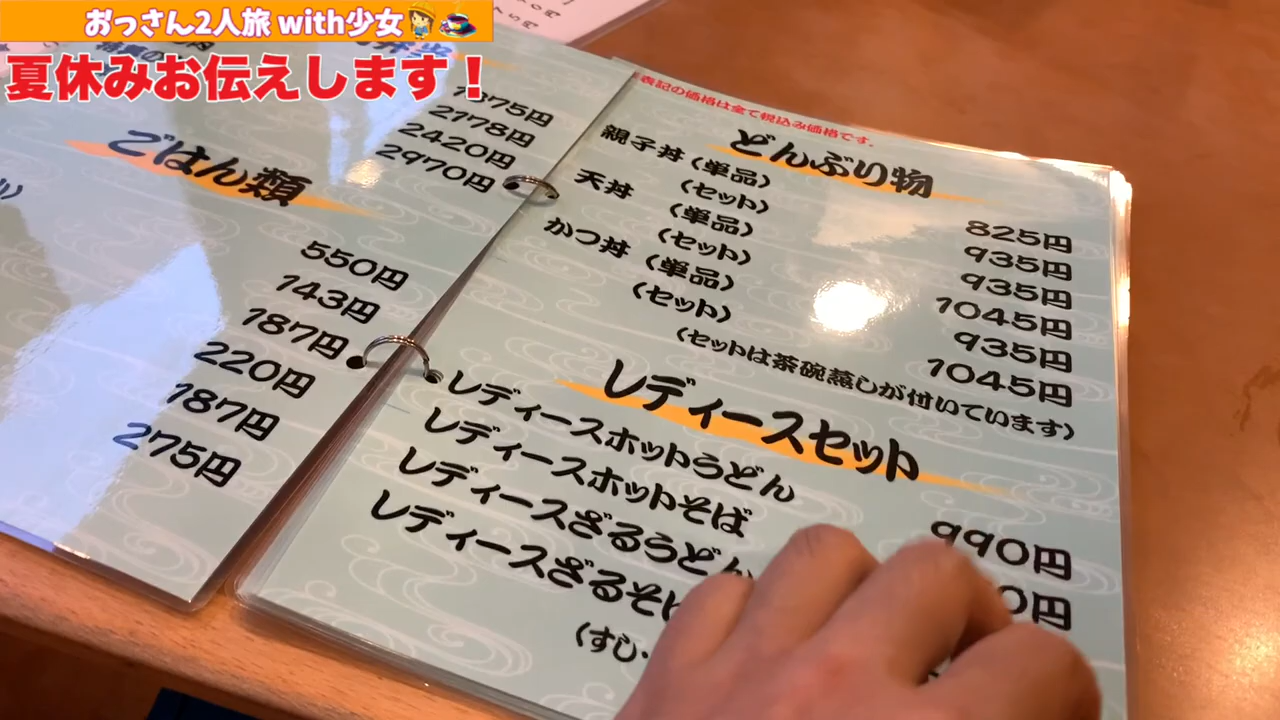 おっさん2人旅 with少女
夏休みお伝えします！
弁当
1375円
2178円
2420円
2970円
ごはん類
550円
143円
187円
220円
187円
275円
表記の価格は全て税込み価格です。
どんぶり物
親子丼（単品） 825円
（セット） 935円
天丼（単品） 935円
（セット） 1045円
かつ丼（単品） 935円
（セット） 1045円
（セットは茶碗蒸しが付いています）
レディースセット
レディースホットうどん 990円
レディースホットそば
レディースざるうどん
レディースざるそば
（すし・